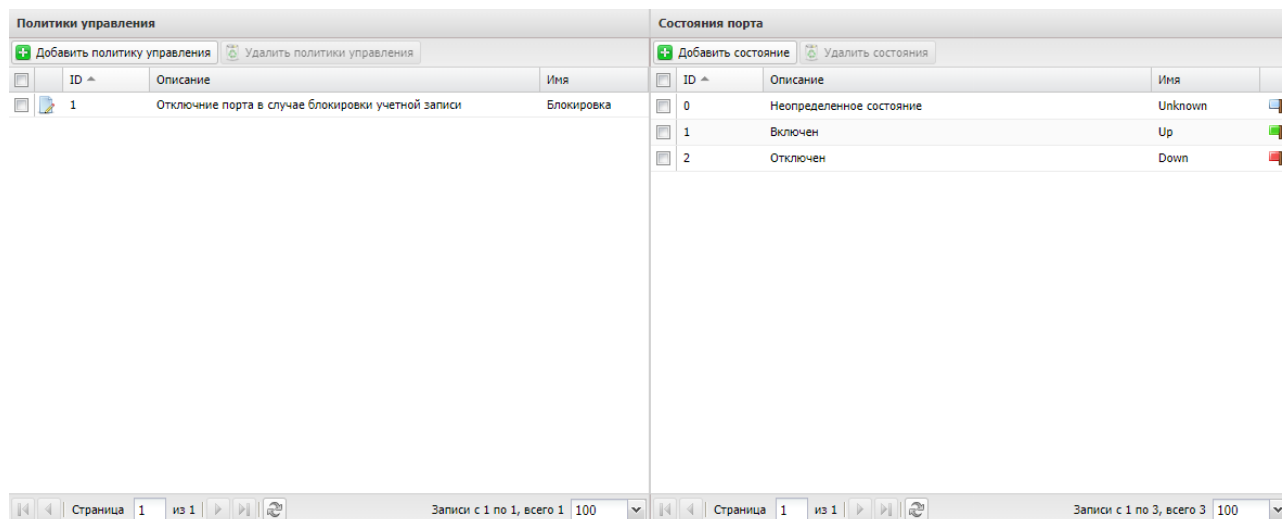 Политики управления
Добавить политику управления Удалить политики управления
ID Описание Имя
1 Отключние порта в случае блокировки учетной записи Блокировка
Страница 1 из 1 Записи с 1 по 1, всего 1 100
Состояния порта
Добавить состояние Удалить состояния
ID Описание Имя
0 Неопределенное состояние Unknown
1 Включен Up
2 Отключен Down
Страница 1 из 1 Записи с 1 по 3, всего 3 100